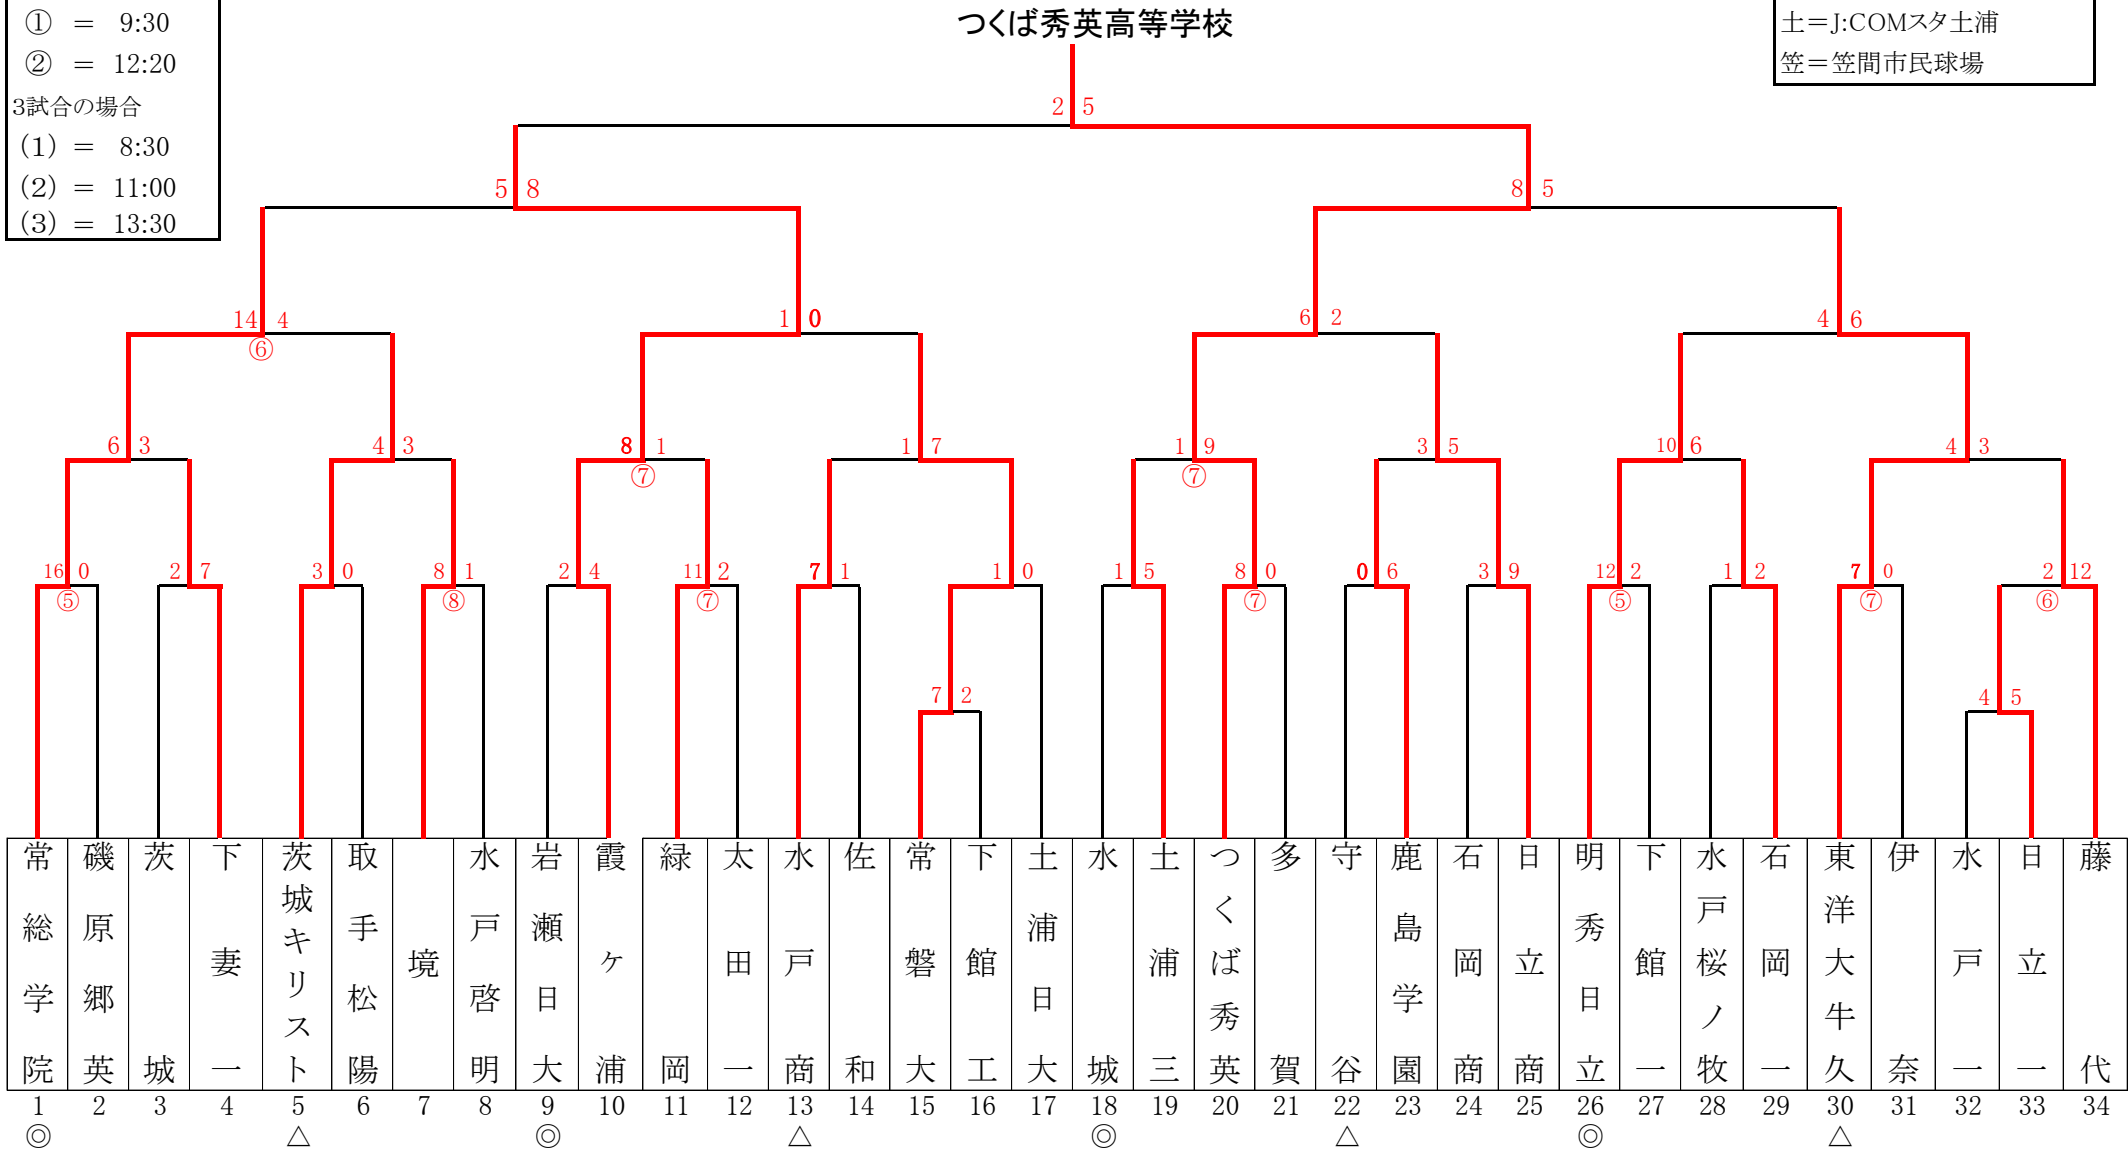 ① = 9:30
② = 12:20
3試合の場合
(1) = 8:30
(2) = 11:00
(3) = 13:30
つくば秀英高等学校
土＝J:COMスタ土浦
笠＝笠間市民球場
2 5
5 8
8 5
14 4
⑥
1 0
6 2
4 6
6 3
4 3
8 1
⑦
1 7
1 9
⑦
3 5
10 6
4 3
16 0
⑤
2 7
3 0
8 1
⑧
2 4
11 2
⑦
7 1
1 0
1 5
8 0
⑦
0 6
3 9
12 2
⑤
1 2
7 0
⑦
2 12
⑥
7 2
4 5
常総学院
磯原郷英
茨城
下妻一
茨城キリスト
取手松陽
境
水戸啓明
岩瀬日大
霞ヶ浦
緑岡
太田一
水戸商
佐和
常磐大
下館工
土浦日大
水城
土浦三
つくば秀英
多賀
守谷
鹿島学園
石岡商
日立商
明秀日立
下館一
水戸桜ノ牧
石岡一
東洋大牛久
伊奈
水戸一
日立一
藤代
1 2 3 4 5 6 7 8 9 10 11 12 13 14 15 16 17 18 19 20 21 22 23 24 25 26 27 28 29 30 31 32 33 34
◎ △ ◎ △ ◎ △ ◎ △